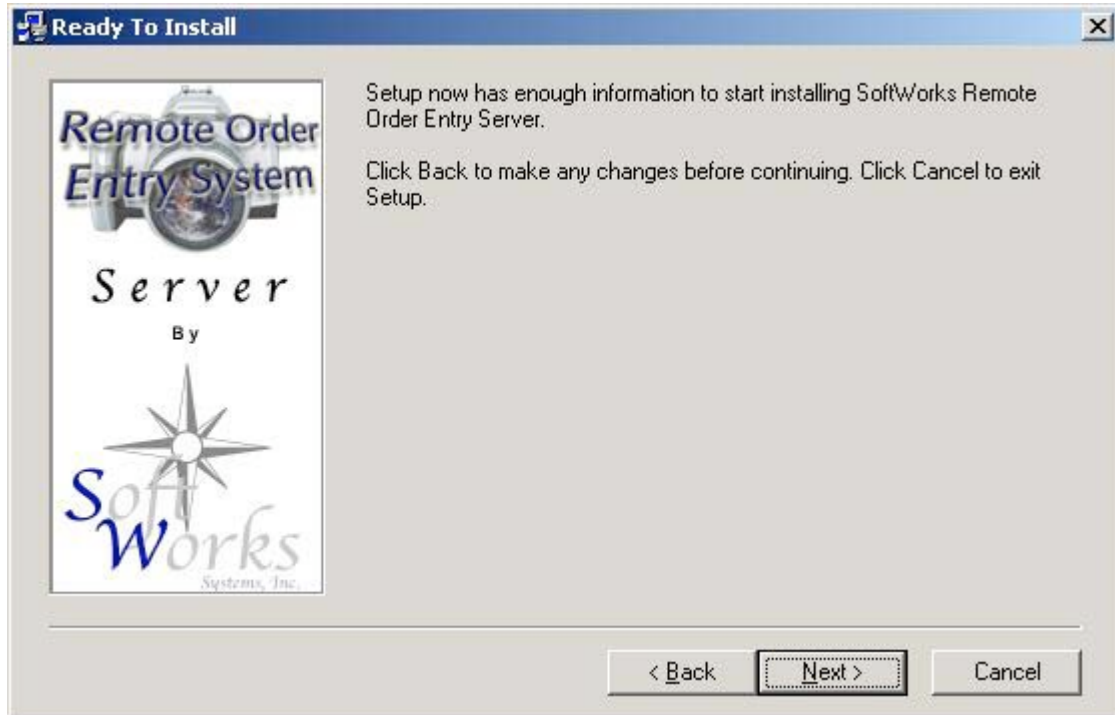 Ready To Install
Remote Order
Entry System
Server
By
Soft
Works
Systems, Inc.
Setup now has enough information to start installing SoftWorks Remote
Order Entry Server.
Click Back to make any changes before continuing. Click Cancel to exit
Setup.
< Back
Next >
Cancel